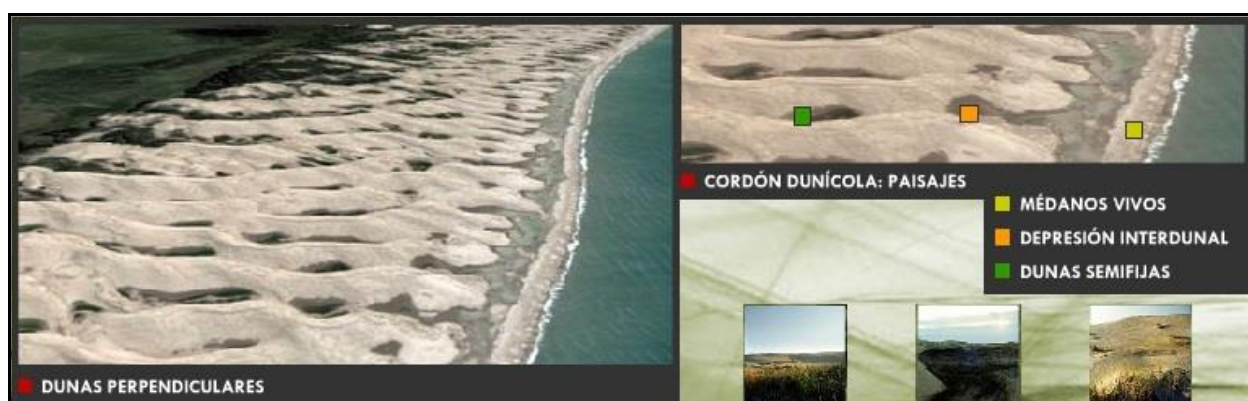 DUNAS PERPENDICULARES
CORDÓN DUNÍCOLA: PAISAJES
MÉDANOS VIVOS
DEPRESIÓN INTERDUNAL
DUNAS SEMIFIJAS